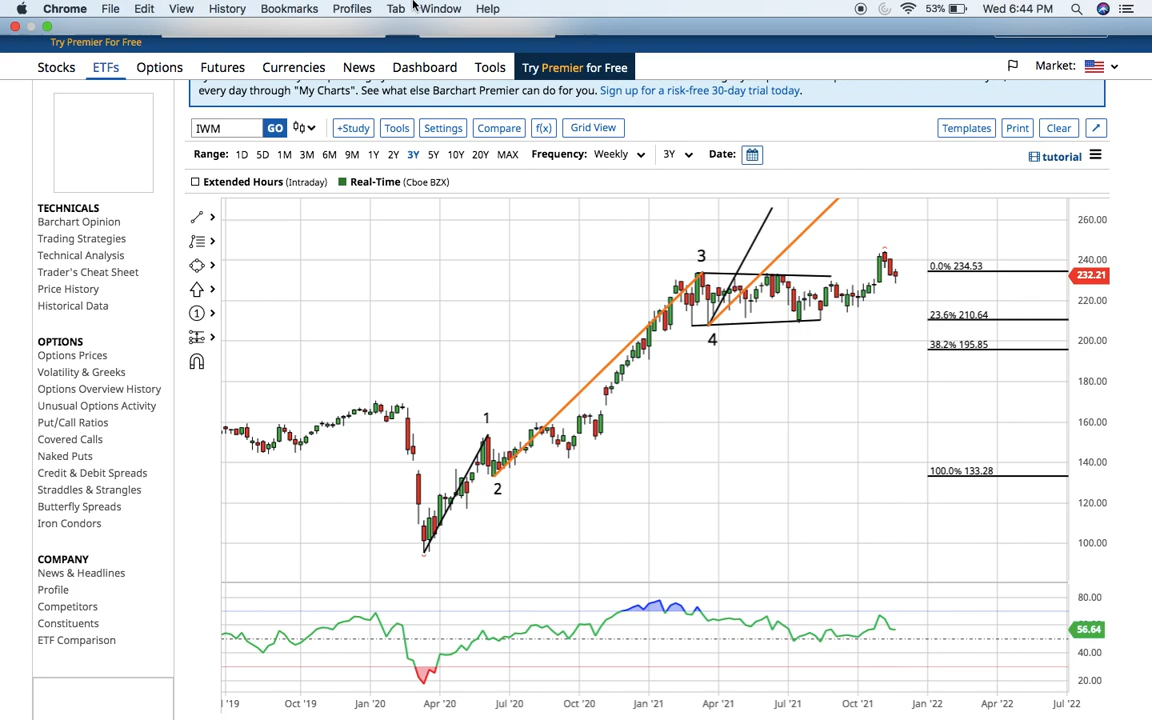 Chrome File Edit View History Bookmarks Profiles Tab Window Help 53% Wed 6:44 PM
Try Premier For Free
Stocks ETFs Options Futures Currencies News Dashboard Tools Try Premier for Free Market:
every day through "My Charts". See what else Barchart Premier can do for you. Sign up for a risk-free 30-day trial today.
IWM GO +Study Tools Settings Compare f(x) Grid View Templates Print Clear
Range: 1D 5D 1M 3M 6M 9M 1Y 2Y 3Y 5Y 10Y 20Y MAX Frequency: Weekly 3Y Date: tutorial
Extended Hours (Intraday) Real-Time (Cboe BZX)
TECHNICALS
Barchart Opinion
Trading Strategies
Technical Analysis
Trader's Cheat Sheet
Price History
Historical Data
OPTIONS
Options Prices
Volatility & Greeks
Options Overview History
Unusual Options Activity
Put/Call Ratios
Covered Calls
Naked Puts
Credit & Debit Spreads
Straddles & Strangles
Butterfly Spreads
Iron Condors
COMPANY
News & Headlines
Profile
Competitors
Constituents
ETF Comparison
1
1
2
3
4
0.0% 234.53
23.6% 210.64
38.2% 195.85
100.0% 133.28
260.00
240.00
232.21
220.00
200.00
180.00
160.00
140.00
120.00
100.00
80.00
56.64
40.00
20.00
'19 Oct '19 Jan '20 Apr '20 Jul '20 Oct '20 Jan '21 Apr '21 Jul '21 Oct '21 Jan '22 Apr '22 Jul '22